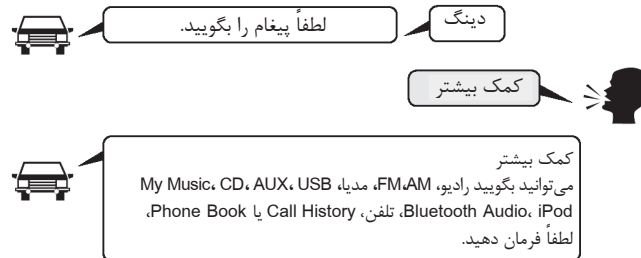 دینگ
لطفاً پیغام را بگویید.
کمک بیشتر
کمک بیشتر
می‌توانید بگویید رادیو، FM،AM، مدیا، My Music، CD، AUX، USB
Bluetooth Audio، iPod، تلفن، Call History یا Phone Book،
لطفاً فرمان دهید.